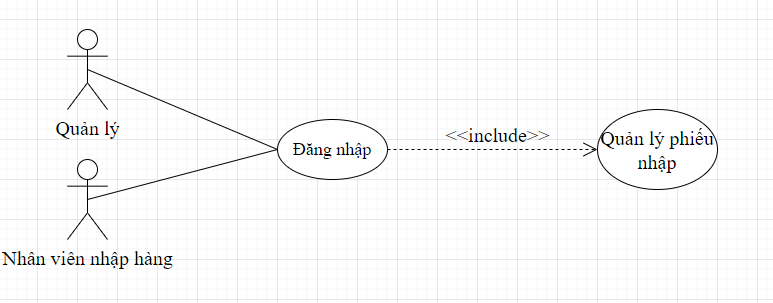 Quản lý
Đăng nhập
<<include>>
Quản lý phiếu
nhập
Nhân viên nhập hàng